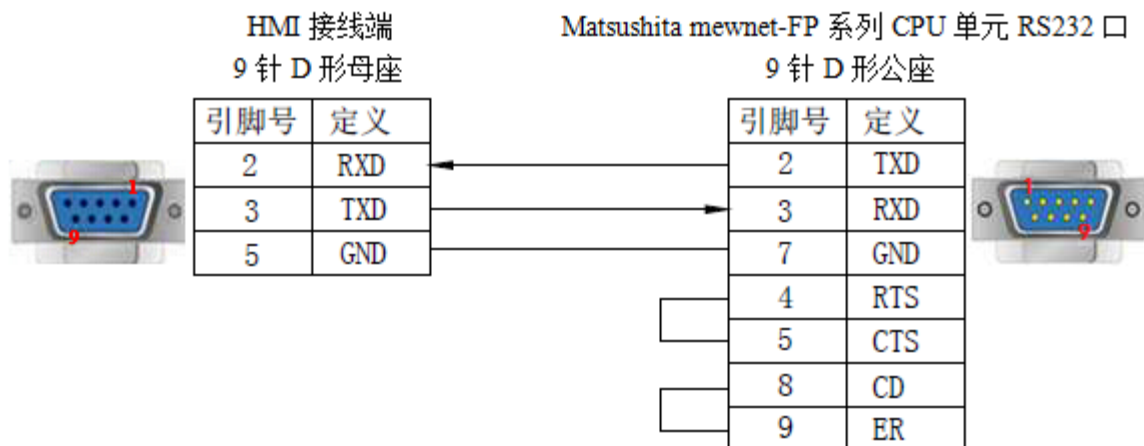 HMI 接线端
9 针 D 形母座
Matsushita mewnet-FP 系列 CPU 单元 RS232 口
9 针 D 形公座
引脚号 定义
2 RXD
3 TXD
5 GND
引脚号 定义
2 TXD
3 RXD
7 GND
4 RTS
5 CTS
8 CD
9 ER
1
9
1
9